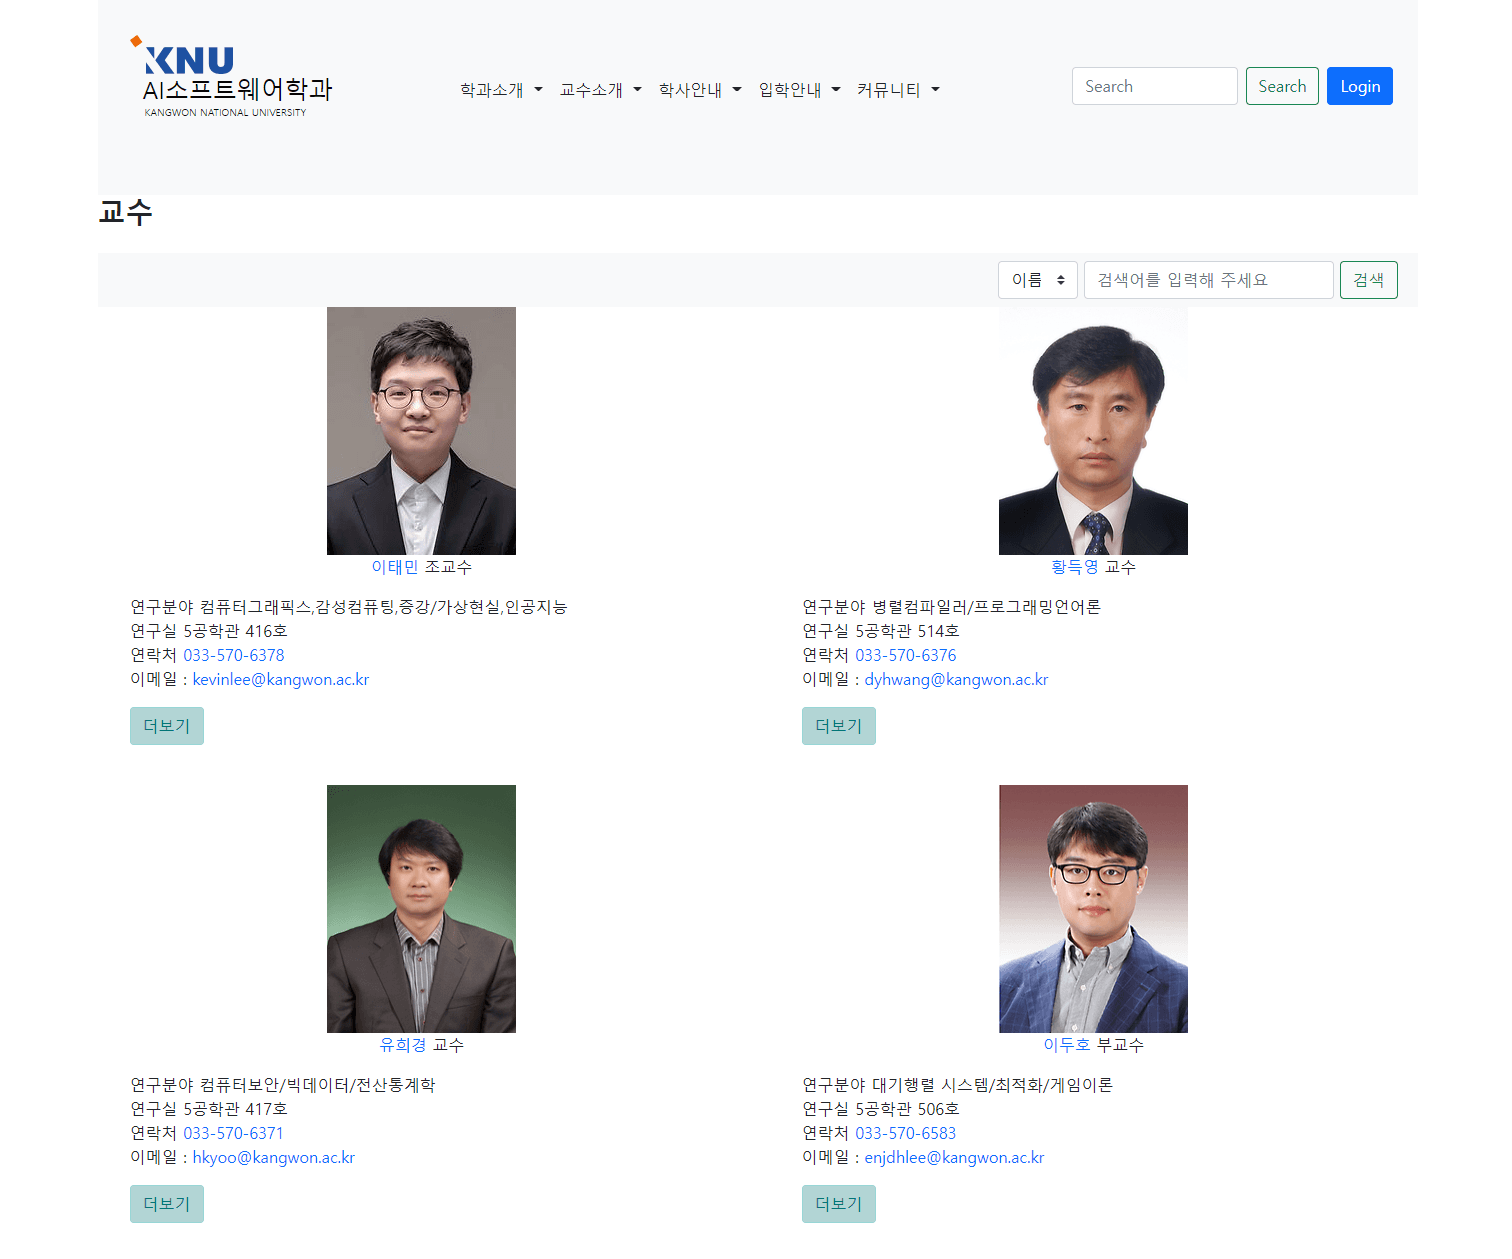 KNU
AI소프트웨어학과
KANGWON NATIONAL UNIVERSITY
학과소개 교수소개 학사안내 입학안내 커뮤니티
Search Search Login
교수
이름 검색어를 입력해 주세요 검색
이태민 조교수
연구분야 컴퓨터그래픽스,감성컴퓨팅,증강/가상현실,인공지능
연구실 5공학관 416호
연락처 033-570-6378
이메일 : kevinlee@kangwon.ac.kr
더보기
황득영 교수
연구분야 병렬컴파일러/프로그래밍언어론
연구실 5공학관 514호
연락처 033-570-6376
이메일 : dyhwang@kangwon.ac.kr
더보기
유희경 교수
연구분야 컴퓨터보안/빅데이터/전산통계학
연구실 5공학관 417호
연락처 033-570-6371
이메일 : hkyoo@kangwon.ac.kr
더보기
이두호 부교수
연구분야 대기행렬 시스템/최적화/게임이론
연구실 5공학관 506호
연락처 033-570-6583
이메일 : enjdhlee@kangwon.ac.kr
더보기